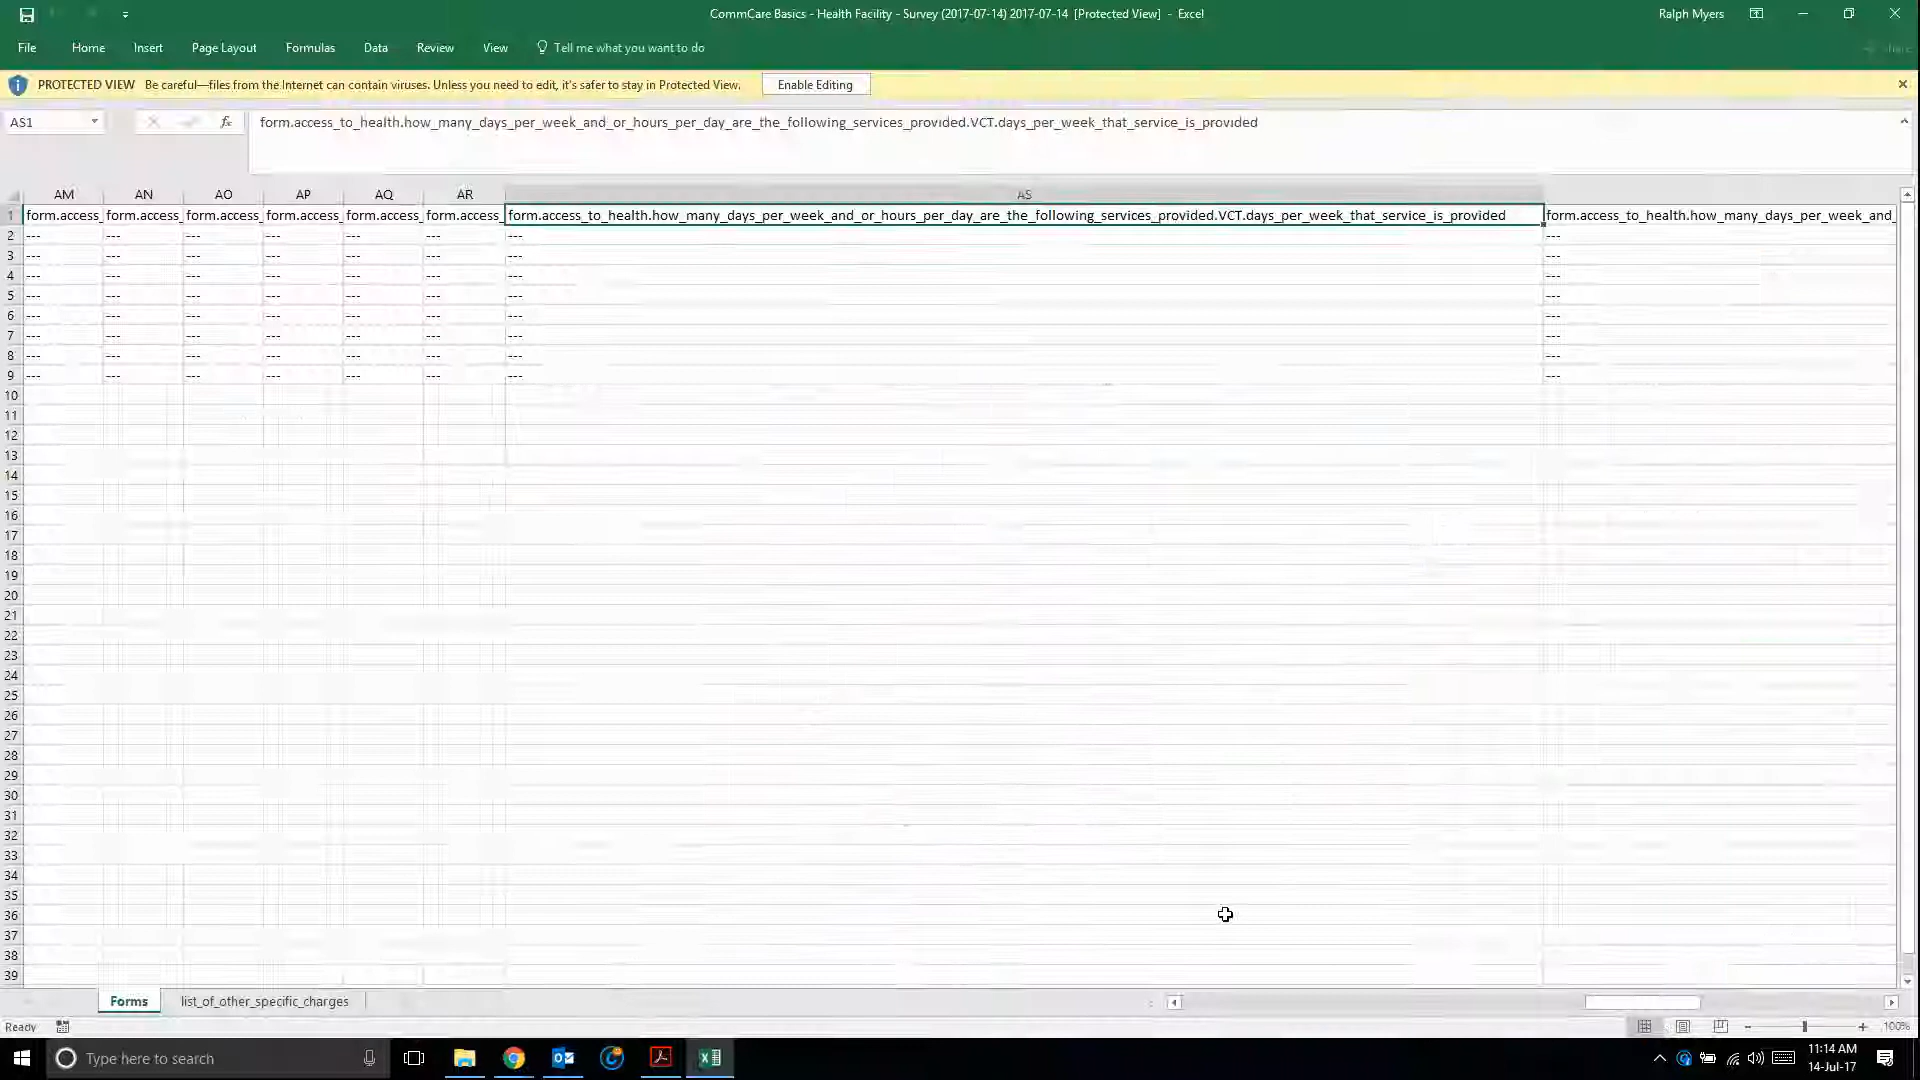 CommCare Basics - Health Facility - Survey (2017-07-14) 2017-07-14 [Protected View] - Excel
Ralph Myers
File Home Insert Page Layout Formulas Data Review View Tell me what you want to do Share
PROTECTED VIEW Be careful—files from the Internet can contain viruses. Unless you need to edit, it's safer to stay in Protected View. Enable Editing
AS1 fx form.access_to_health.how_many_days_per_week_and_or_hours_per_day_are_the_following_services_provided.VCT.days_per_week_that_service_is_provided
AM AN AO AP AQ AR AS
1 form.access_ form.access_ form.access_ form.access_ form.access_ form.access_ form.access_to_health.how_many_days_per_week_and_or_hours_per_day_are_the_following_services_provided.VCT.days_per_week_that_service_is_provided form.access_to_health.how_many_days_per_week_and_
2 --- --- --- --- --- --- --- ---
3 --- --- --- --- --- --- --- ---
4 --- --- --- --- --- --- --- ---
5 --- --- --- --- --- --- --- ---
6 --- --- --- --- --- --- --- ---
7 --- --- --- --- --- --- --- ---
8 --- --- --- --- --- --- --- ---
9 --- --- --- --- --- --- --- ---
10
11
12
13
14
15
16
17
18
19
20
21
22
23
24
25
26
27
28
29
30
31
32
33
34
35
36
37
38
39
Forms list_of_other_specific_charges
Ready 100%
Type here to search
11:14 AM
14-Jul-17